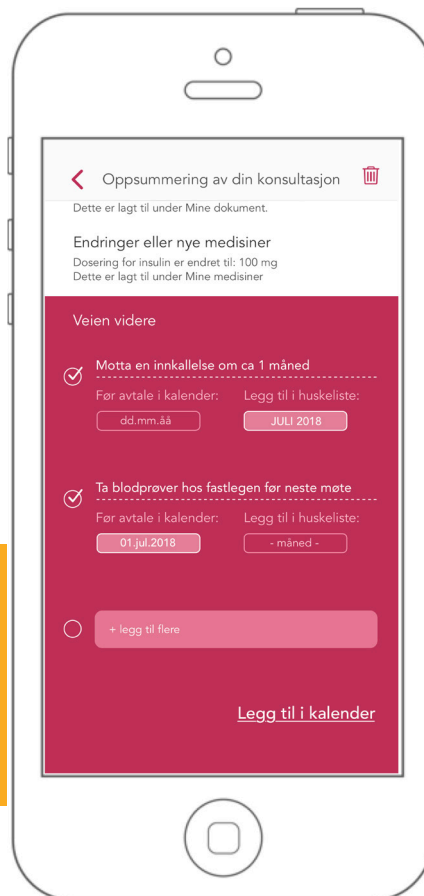 Oppsummering av din konsultasjon
Dette er lagt til under Mine dokument.
Endringer eller nye medisiner
Dosering for insulin er endret til: 100 mg
Dette er lagt til under Mine medisiner
Veien videre
Motta en innkallelse om ca 1 måned
Før avtale i kalender: Legg til i huskeliste:
dd.mm.åå JULI 2018
Ta blodprøver hos fastlegen før neste møte
Før avtale i kalender: Legg til i huskeliste:
01.jul.2018 - måned -
+ legg til flere
Legg til i kalender